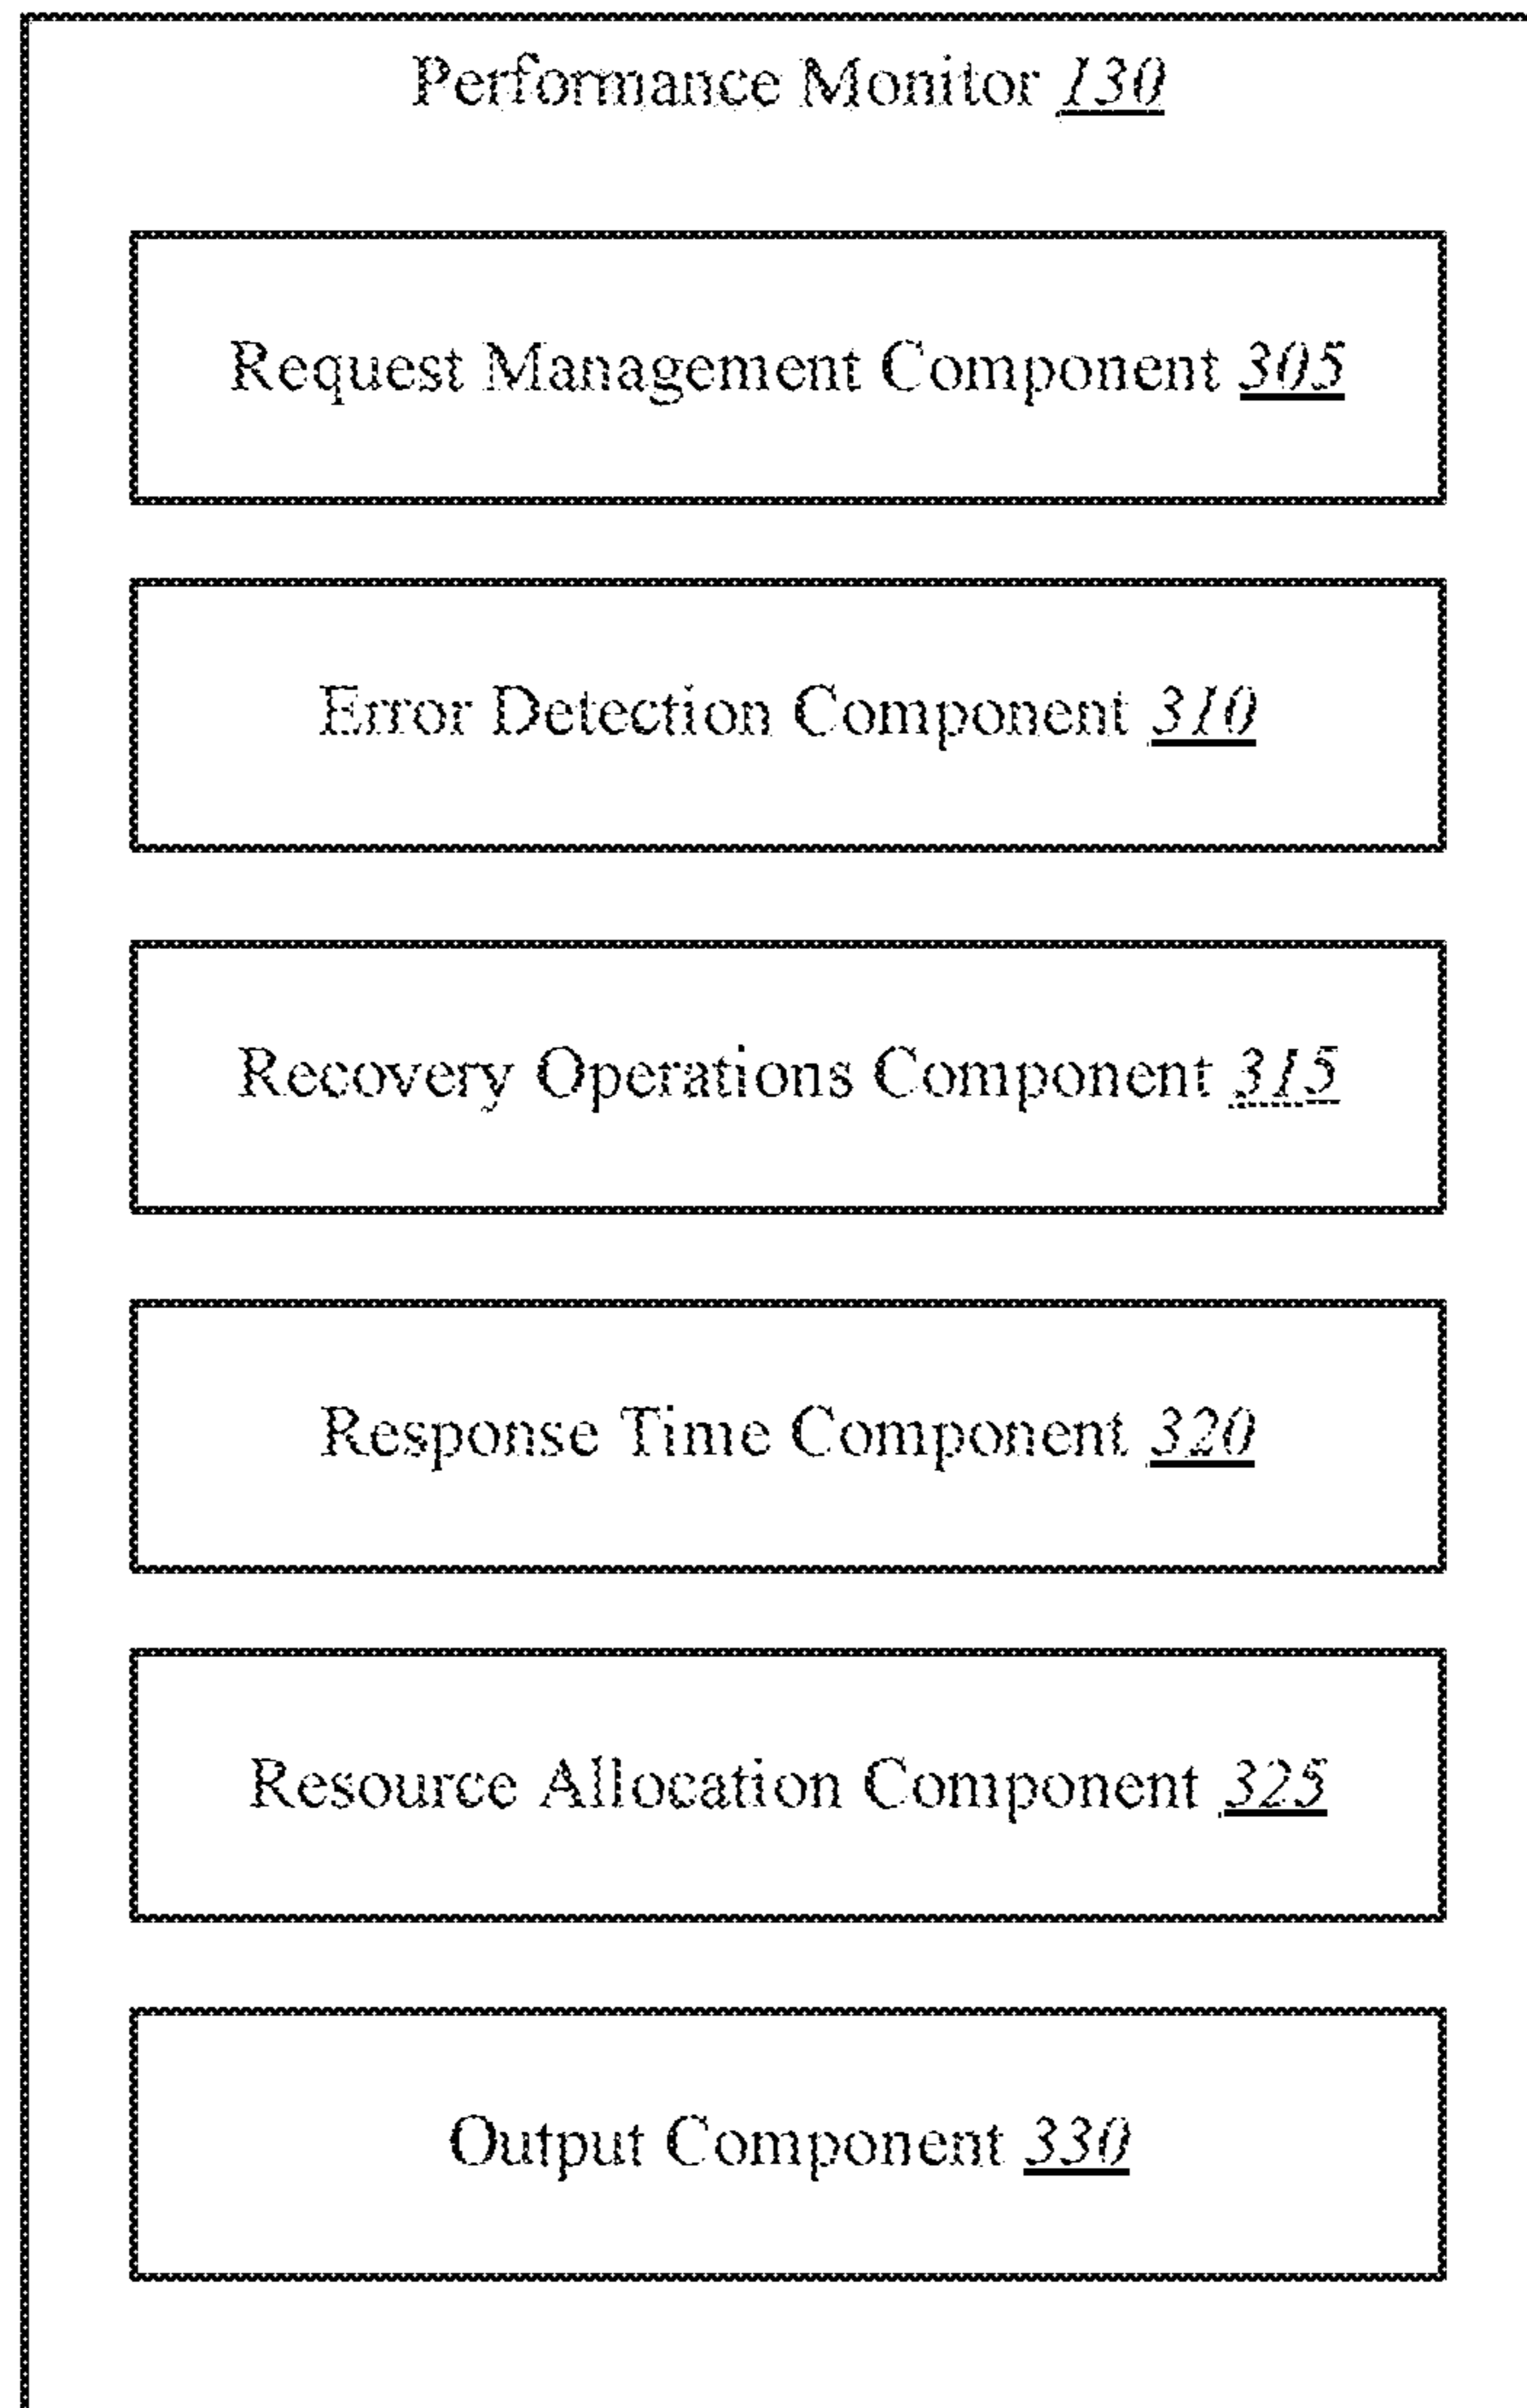 Performance Monitor 130
Request Management Component 305
Error Detection Component 310
Recovery Operations Component 315
Response Time Component 320
Resource Allocation Component 325
Output Component 330